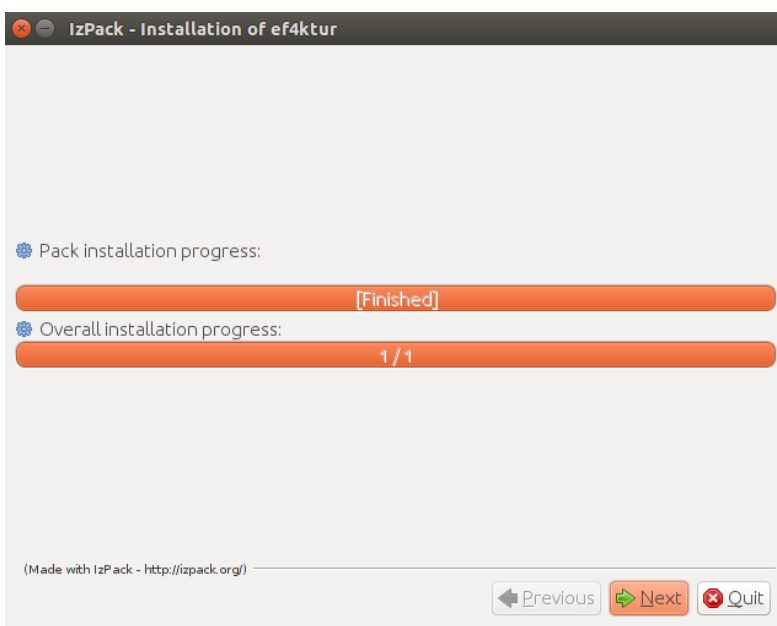 IzPack - Installation of ef4ktur
Pack installation progress:
[Finished]
Overall installation progress:
1 / 1
(Made with IzPack - http://izpack.org/)
Previous Next Quit